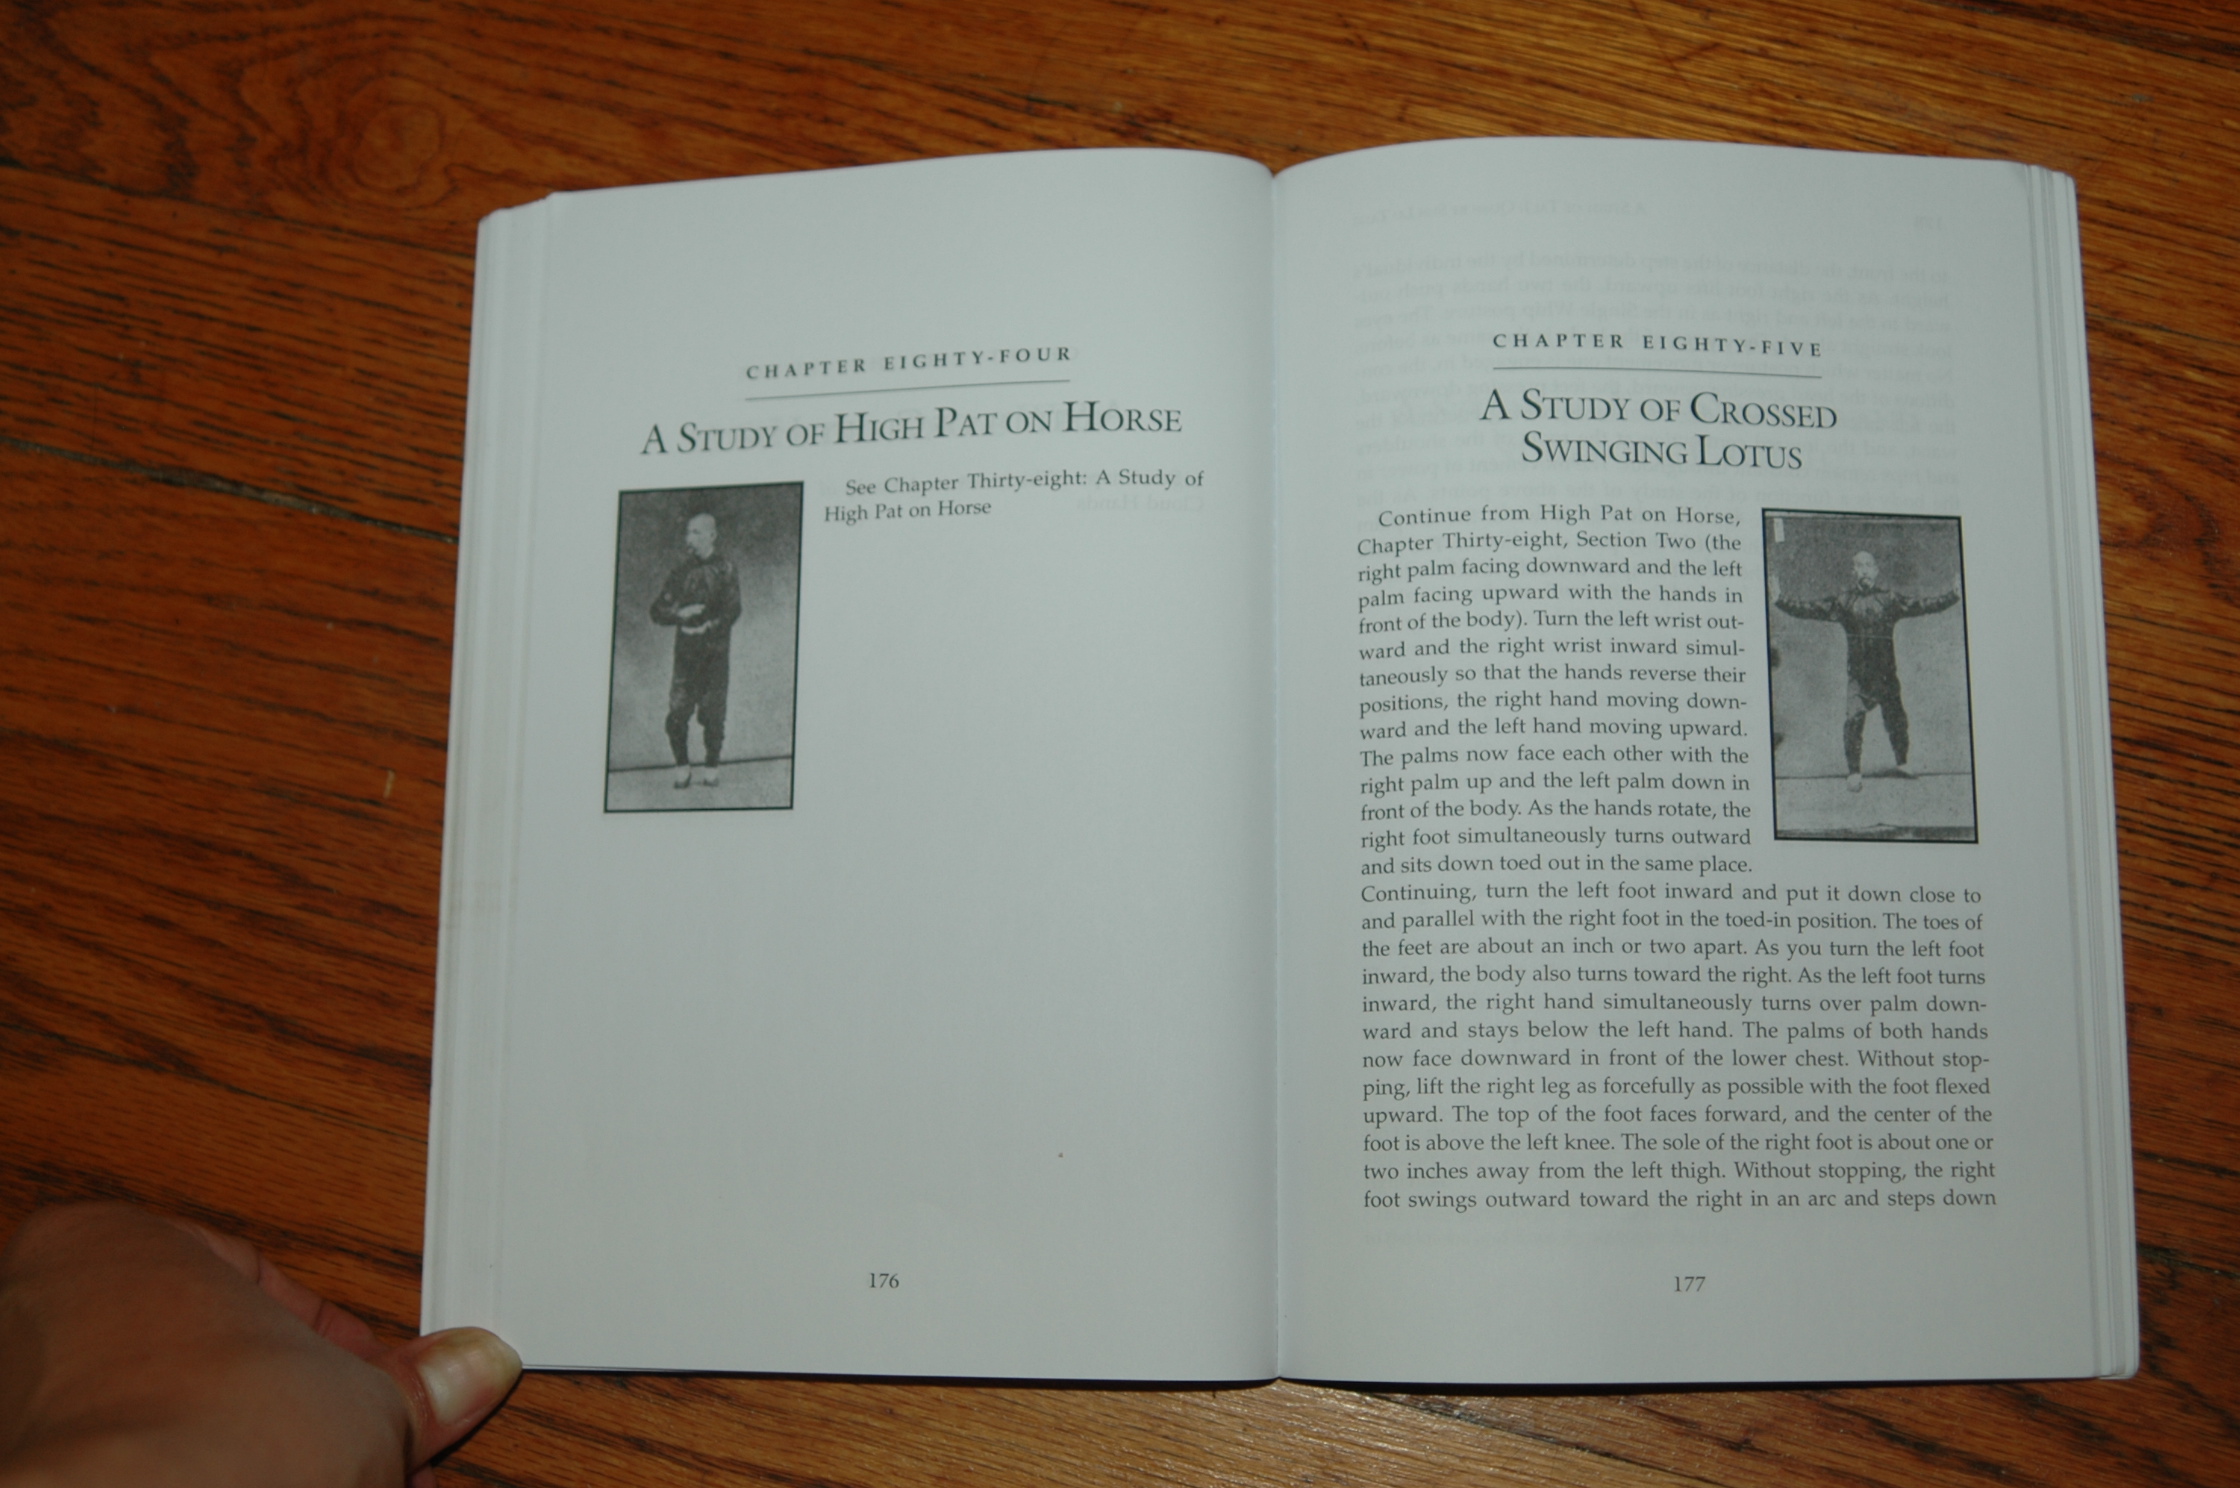 CHAPTER EIGHTY-FOUR
A STUDY OF HIGH PAT ON HORSE
See Chapter Thirty-eight: A Study of
High Pat on Horse
176
CHAPTER EIGHTY-FIVE
A STUDY OF CROSSED
SWINGING LOTUS
Continue from High Pat on Horse,
Chapter Thirty-eight, Section Two (the
right palm facing downward and the left
palm facing upward with the hands in
front of the body). Turn the left wrist out-
ward and the right wrist inward simul-
taneously so that the hands reverse their
positions, the right hand moving down-
ward and the left hand moving upward.
The palms now face each other with the
right palm up and the left palm down in
front of the body. As the hands rotate, the
right foot simultaneously turns outward
and sits down toed out in the same place.
Continuing, turn the left foot inward and put it down close to
and parallel with the right foot in the toed-in position. The toes of
the feet are about an inch or two apart. As you turn the left foot
inward, the body also turns toward the right. As the left foot turns
inward, the right hand simultaneously turns over palm down-
ward and stays below the left hand. The palms of both hands
now face downward in front of the lower chest. Without stop-
ping, lift the right leg as forcefully as possible with the foot flexed
upward. The top of the foot faces forward, and the center of the
foot is above the left knee. The sole of the right foot is about one or
two inches away from the left thigh. Without stopping, the right
foot swings outward toward the right in an arc and steps down
177